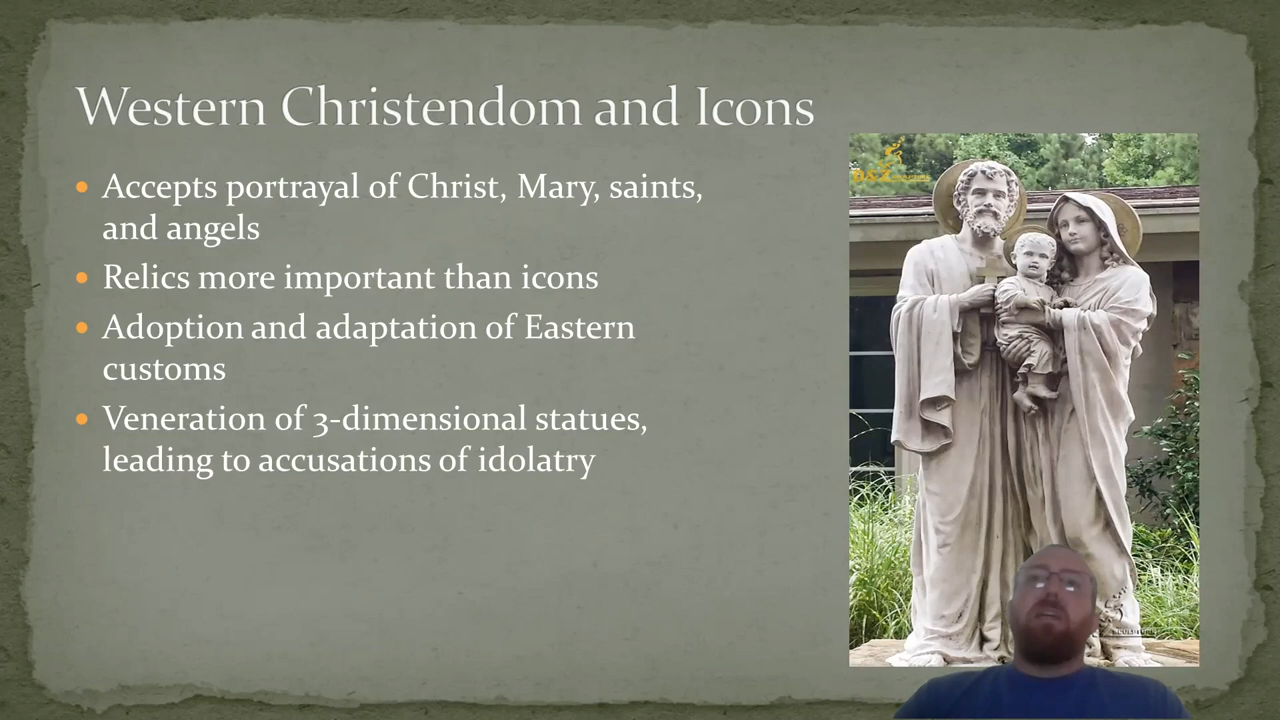 Western Christendom and Icons
Accepts portrayal of Christ, Mary, saints,
and angels
Relics more important than icons
Adoption and adaptation of Eastern
customs
Veneration of 3-dimensional statues,
leading to accusations of idolatry